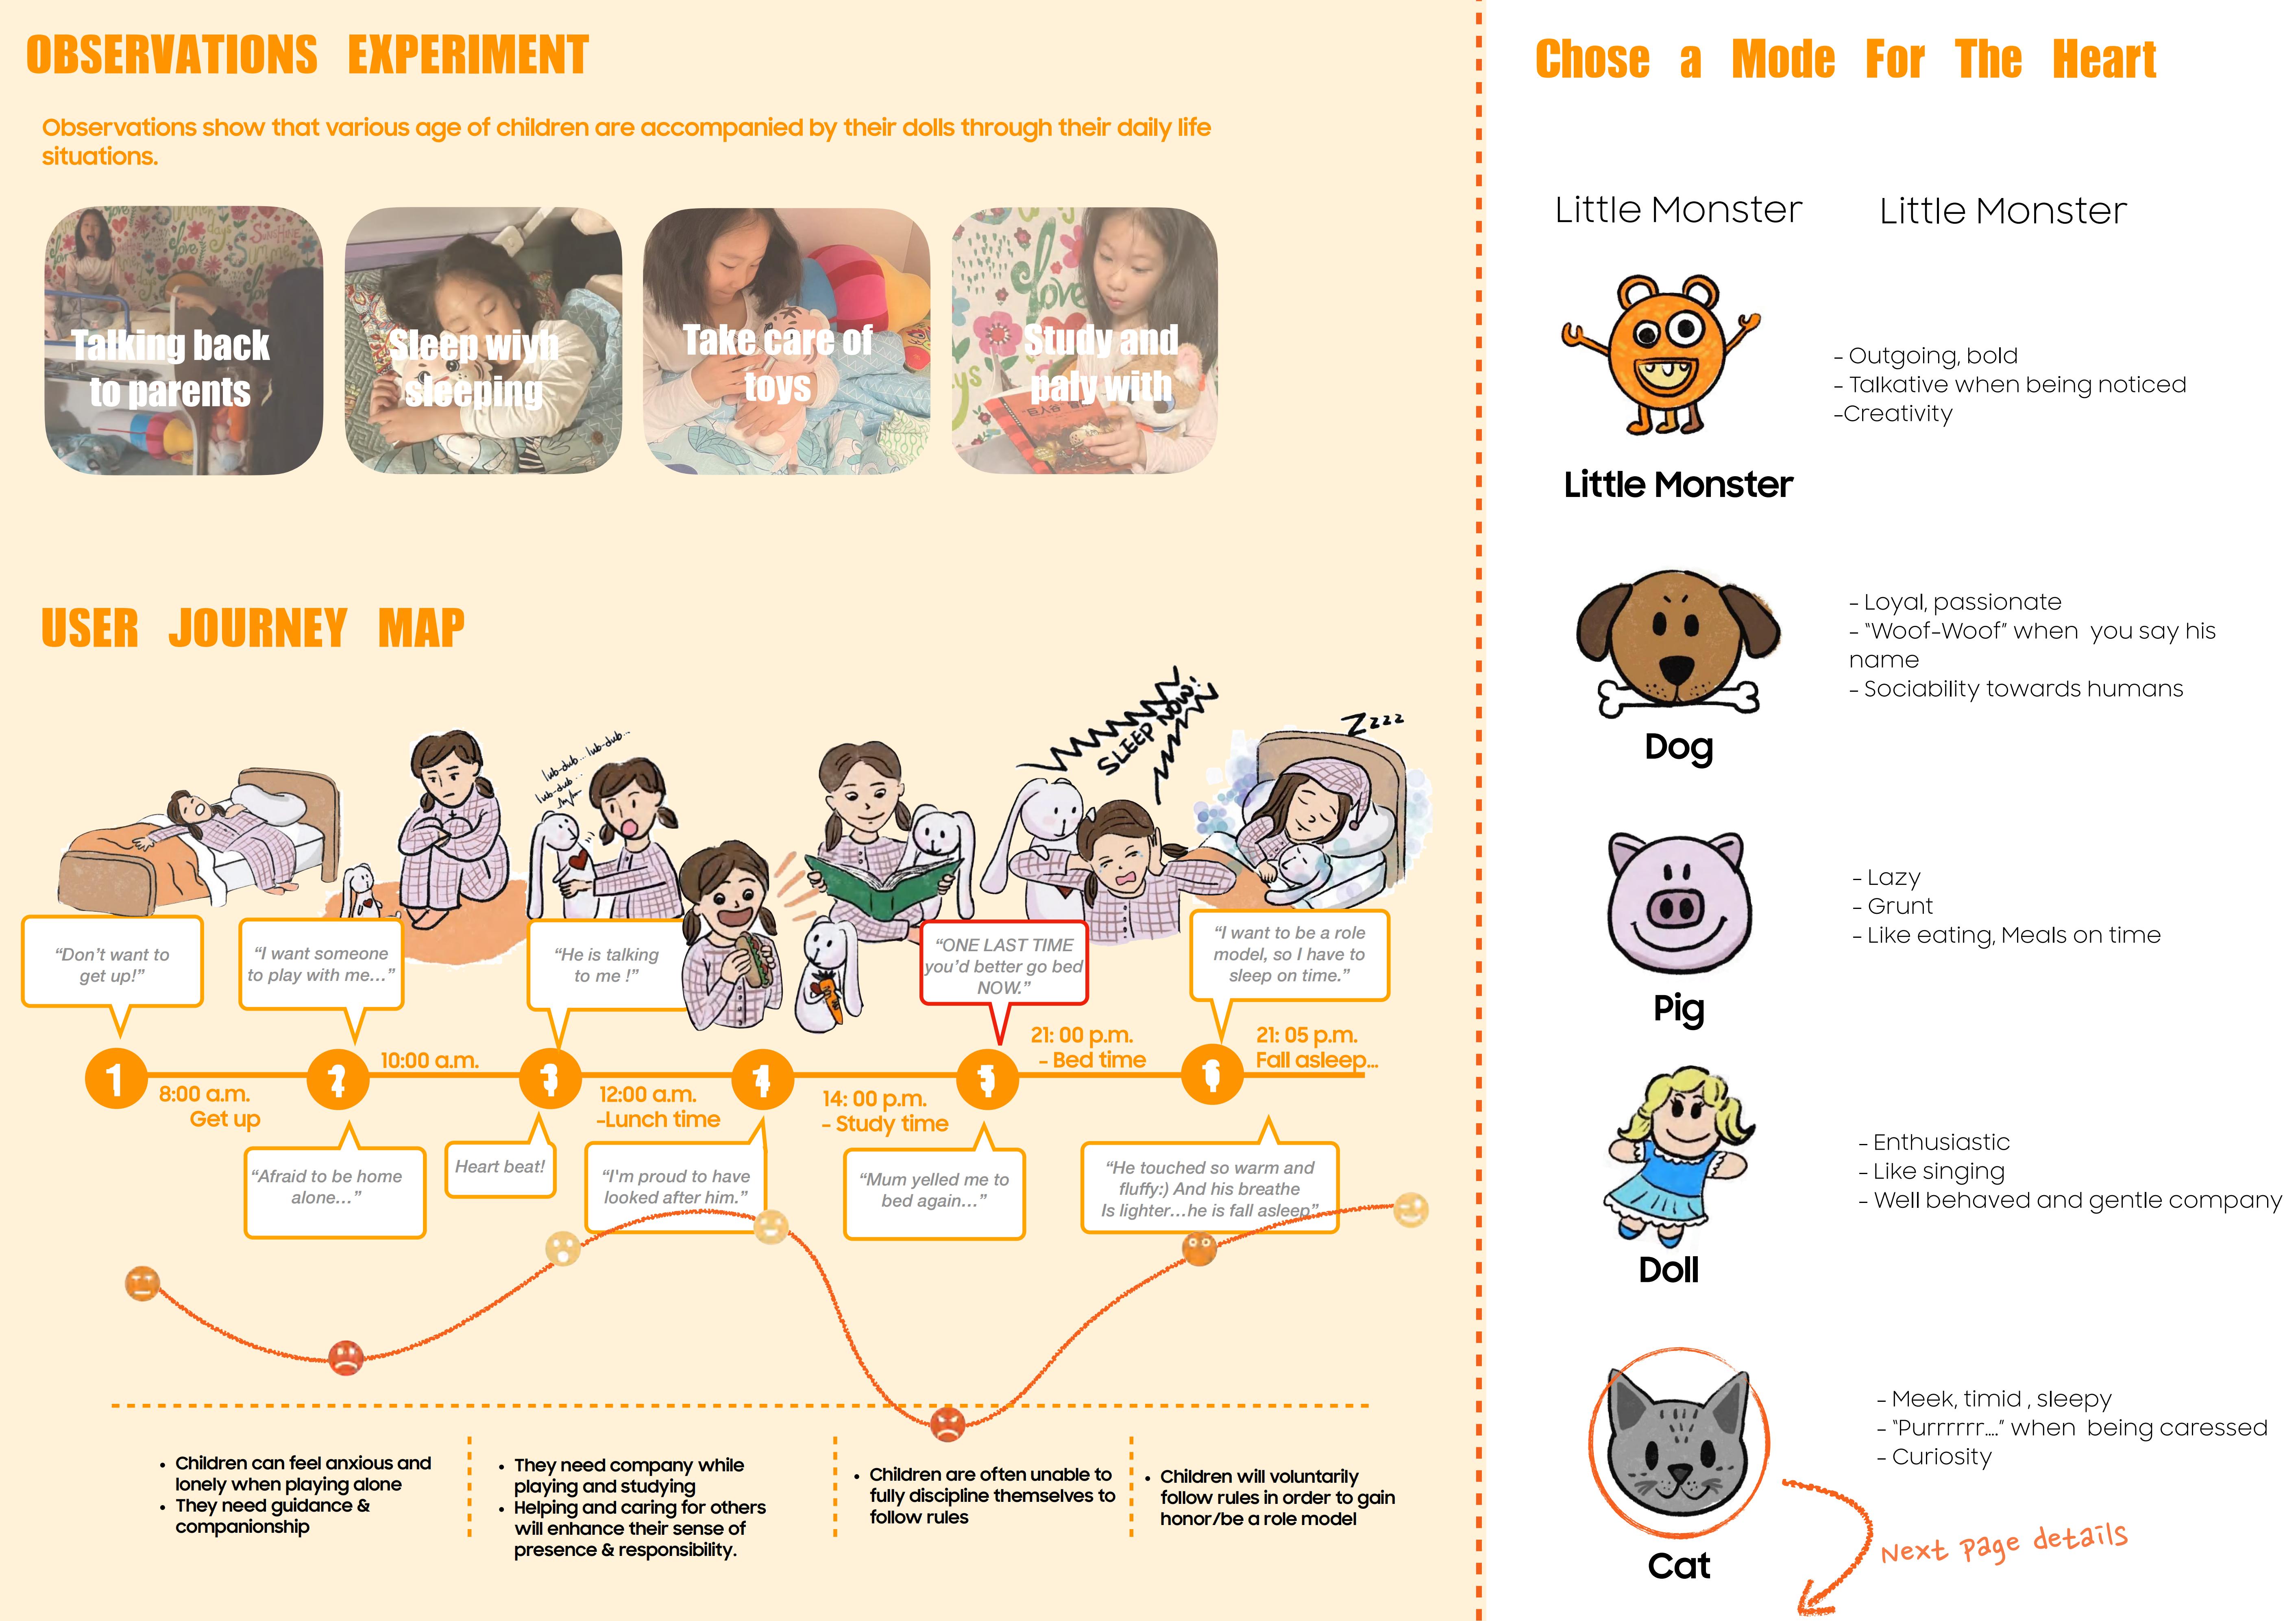 OBSERVATIONS EXPERIMENT
Observations show that various age of children are accompanied by their dolls through their daily life
situations.
Talking back
to parents
Sleep wiyh
sleeping
Take care of
toys
Study and
paly with
USER JOURNEY MAP
lub-dub... lub-dub...
lub-dub...
SLEEP NOW!
Zzzz
“Don’t want to
get up!”
“I want someone
to play with me…”
“He is talking
to me !”
“ONE LAST TIME
you’d better go bed
NOW.”
“I want to be a role
model, so I have to
sleep on time.”
1
8:00 a.m.
Get up
2
10:00 a.m.
3
12:00 a.m.
-Lunch time
4
14: 00 p.m.
- Study time
5
21: 00 p.m.
- Bed time
6
21: 05 p.m.
Fall asleep...
“Afraid to be home
alone…”
Heart beat!
“I'm proud to have
looked after him.”
“Mum yelled me to
bed again…”
“He touched so warm and
fluffy:) And his breathe
Is lighter…he is fall asleep”
• Children can feel anxious and
lonely when playing alone
• They need guidance &
companionship
• They need company while
playing and studying
• Helping and caring for others
will enhance their sense of
presence & responsibility.
• Children are often unable to
fully discipline themselves to
follow rules
• Children will voluntarily
follow rules in order to gain
honor/be a role model
Chose a Mode For The Heart
Little Monster
Little Monster
- Outgoing, bold
- Talkative when being noticed
-Creativity
Little Monster
- Loyal, passionate
- “Woof-Woof” when you say his
name
- Sociability towards humans
Dog
- Lazy
- Grunt
- Like eating, Meals on time
Pig
- Enthusiastic
- Like singing
- Well behaved and gentle company
Doll
- Meek, timid , sleepy
- “Purrrrrr....” when being caressed
- Curiosity
Cat
Next Page details